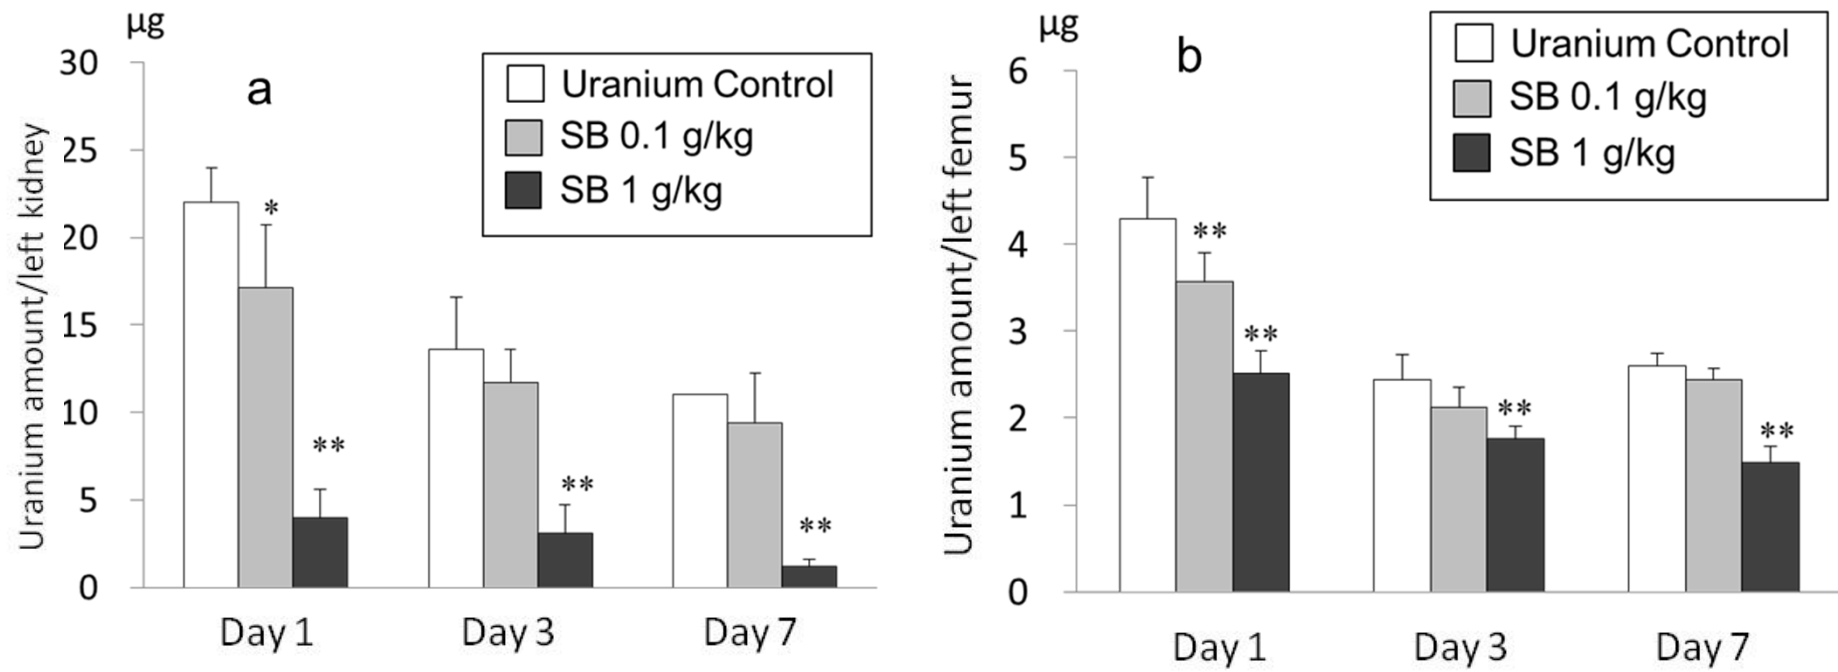 µg
a
30
25
20
15
10
5
0
Uranium amount/left kidney
Uranium Control
SB 0.1 g/kg
SB 1 g/kg
*
**
**
**
Day 1
Day 3
Day 7
µg
b
6
5
4
3
2
1
0
Uranium amount/left femur
Uranium Control
SB 0.1 g/kg
SB 1 g/kg
**
**
**
**
Day 1
Day 3
Day 7